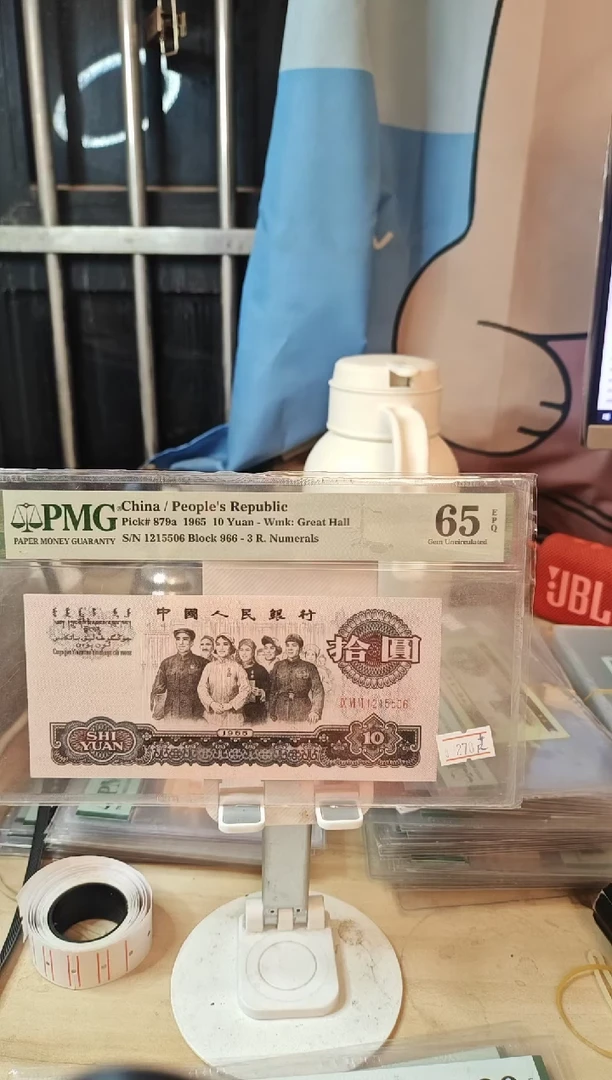 PMG
PAPER MONEY GUARANTY
China / People's Republic
Pick# 879a 1965 10 Yuan - Wmk: Great Hall
S/N 1215506 Block 966 - 3 R. Numerals
65
EPQ
Gem Uncirculated
中國人民銀行
拾圓
1215506
1965
SHI
YUAN
10
JBL